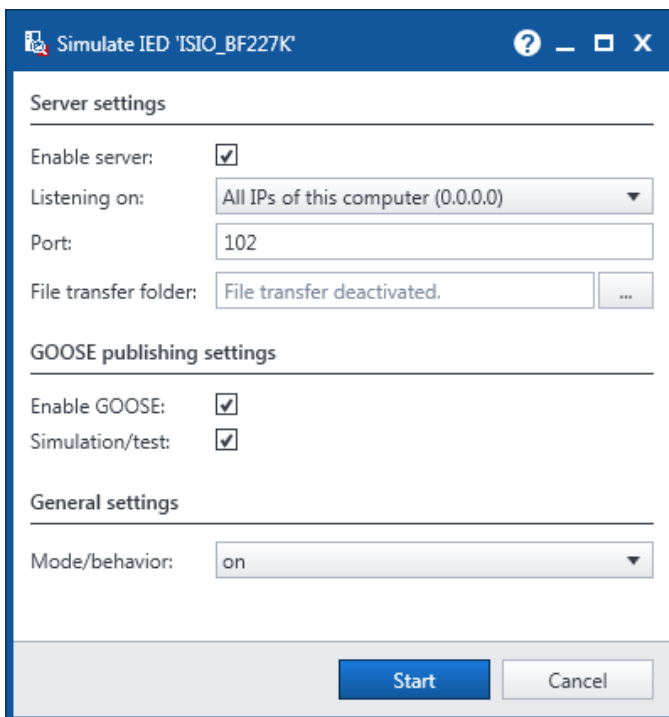 Simulate IED 'ISIO_BF227K'
Server settings
Enable server:
Listening on: All IPs of this computer (0.0.0.0)
Port: 102
File transfer folder: File transfer deactivated. ...
GOOSE publishing settings
Enable GOOSE:
Simulation/test:
General settings
Mode/behavior: on
Start Cancel